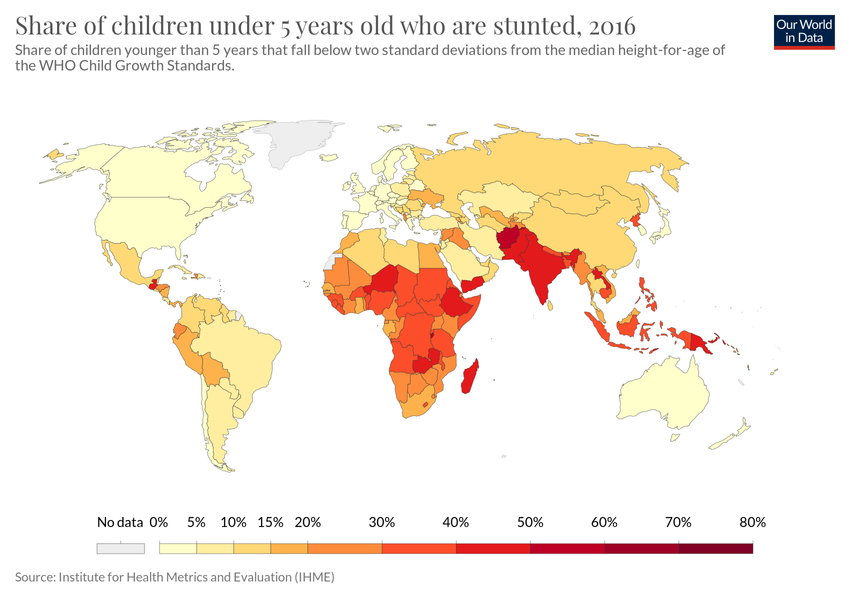 Share of children under 5 years old who are stunted, 2016
Our World
in Data
Share of children younger than 5 years that fall below two standard deviations from the median height-for-age of
the WHO Child Growth Standards.
No data 0% 5% 10% 15% 20% 30% 40% 50% 60% 70% 80%
Source: Institute for Health Metrics and Evaluation (IHME)